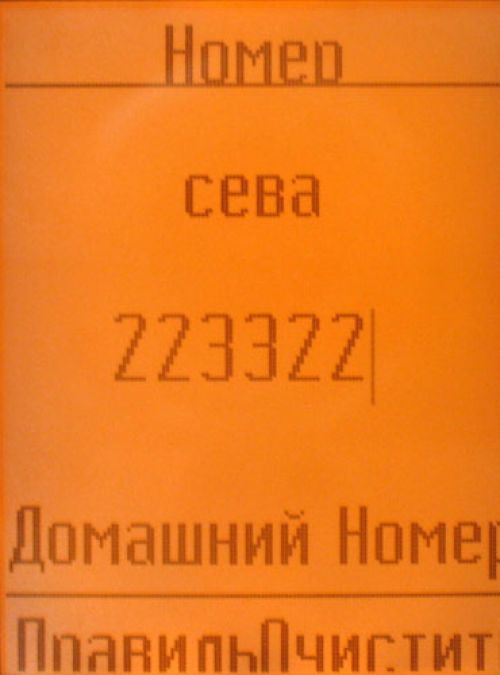 Номер
сева
223322
Домашний Номер
ПравильОчистит